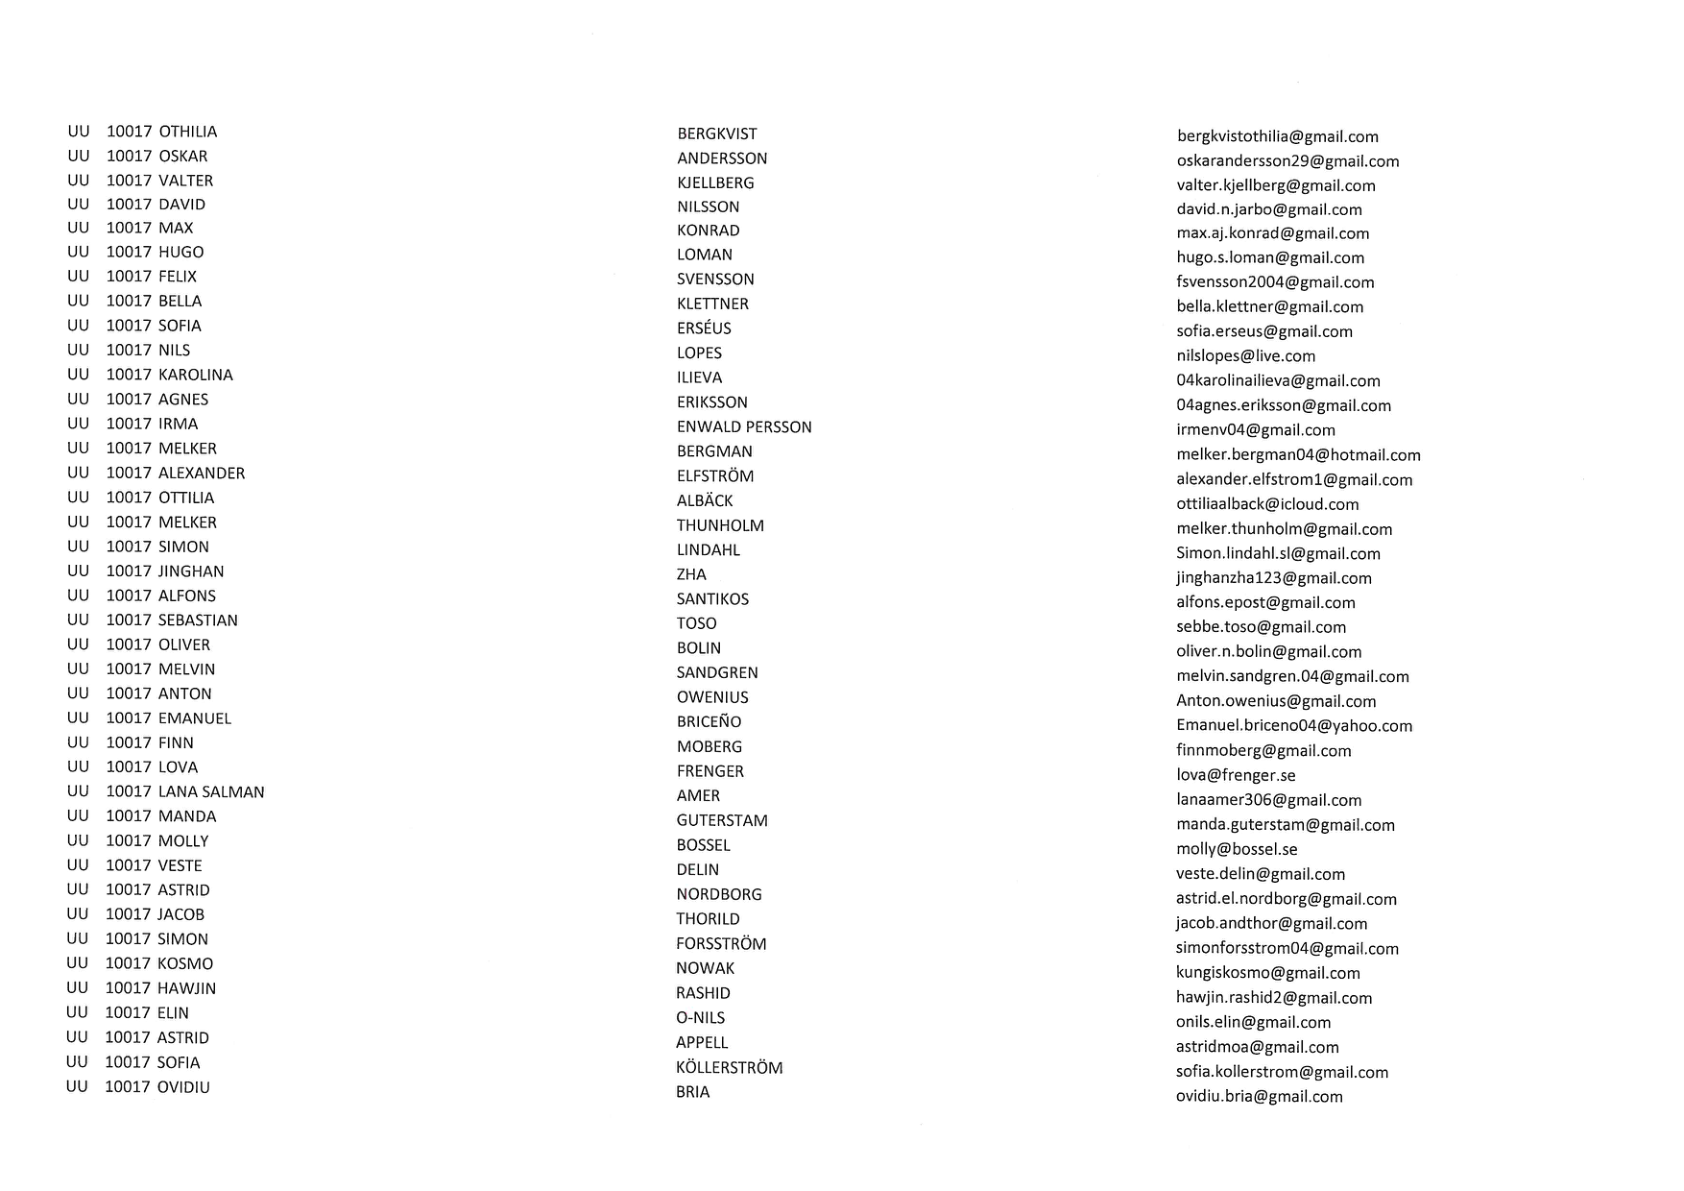 UU 10017 OTHILIA BERGKVIST bergkvistothilia@gmail.com
UU 10017 OSKAR ANDERSSON oskarandersson29@gmail.com
UU 10017 VALTER KJELLBERG valter.kjellberg@gmail.com
UU 10017 DAVID NILSSON david.n.jarbo@gmail.com
UU 10017 MAX KONRAD max.aj.konrad@gmail.com
UU 10017 HUGO LOMAN hugo.s.loman@gmail.com
UU 10017 FELIX SVENSSON fsvensson2004@gmail.com
UU 10017 BELLA KLETTNER bella.klettner@gmail.com
UU 10017 SOFIA ERSÉUS sofia.erseus@gmail.com
UU 10017 NILS LOPES nilslopes@live.com
UU 10017 KAROLINA ILIEVA 04karolinailieva@gmail.com
UU 10017 AGNES ERIKSSON 04agnes.eriksson@gmail.com
UU 10017 IRMA ENWALD PERSSON irmenv04@gmail.com
UU 10017 MELKER BERGMAN melker.bergman04@hotmail.com
UU 10017 ALEXANDER ELFSTRÖM alexander.elfstrom1@gmail.com
UU 10017 OTTILIA ALBÄCK ottiliaalback@icloud.com
UU 10017 MELKER THUNHOLM melker.thunholm@gmail.com
UU 10017 SIMON LINDAHL Simon.lindahl.sl@gmail.com
UU 10017 JINGHAN ZHA jinghanzha123@gmail.com
UU 10017 ALFONS SANTIKOS alfons.epost@gmail.com
UU 10017 SEBASTIAN TOSO sebbe.toso@gmail.com
UU 10017 OLIVER BOLIN oliver.n.bolin@gmail.com
UU 10017 MELVIN SANDGREN melvin.sandgren.04@gmail.com
UU 10017 ANTON OWENIUS Anton.owenius@gmail.com
UU 10017 EMANUEL BRICEÑO Emanuel.briceno04@yahoo.com
UU 10017 FINN MOBERG finnmoberg@gmail.com
UU 10017 LOVA FRENGER lova@frenger.se
UU 10017 LANA SALMAN AMER lanaamer306@gmail.com
UU 10017 MANDA GUTERSTAM manda.guterstam@gmail.com
UU 10017 MOLLY BOSSEL molly@bossel.se
UU 10017 VESTE DELIN veste.delin@gmail.com
UU 10017 ASTRID NORDBORG astrid.el.nordborg@gmail.com
UU 10017 JACOB THORILD jacob.andthor@gmail.com
UU 10017 SIMON FORSSTRÖM simonforsstrom04@gmail.com
UU 10017 KOSMO NOWAK kungiskosmo@gmail.com
UU 10017 HAWJIN RASHID hawjin.rashid2@gmail.com
UU 10017 ELIN O-NILS onils.elin@gmail.com
UU 10017 ASTRID APPELL astridmoa@gmail.com
UU 10017 SOFIA KÖLLERSTRÖM sofia.kollerstrom@gmail.com
UU 10017 OVIDIU BRIA ovidiu.bria@gmail.com